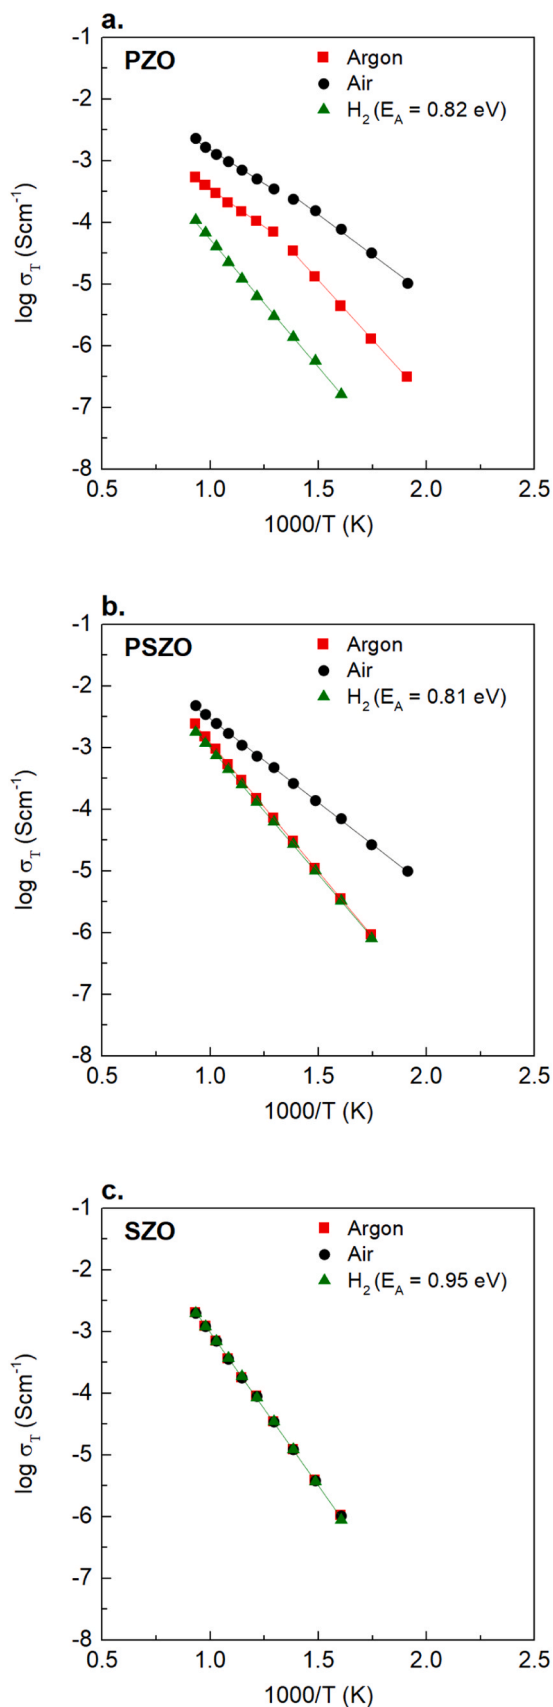 a.
PZO
Argon
Air
H2 (EA = 0.82 eV)
-1
-2
-3
-4
-5
-6
-7
-8
log σT (Scm-1)
0.5 1.0 1.5 2.0 2.5
1000/T (K)
b.
PSZO
Argon
Air
H2 (EA = 0.81 eV)
-1
-2
-3
-4
-5
-6
-7
-8
log σT (Scm-1)
0.5 1.0 1.5 2.0 2.5
1000/T (K)
c.
SZO
Argon
Air
H2 (EA = 0.95 eV)
-1
-2
-3
-4
-5
-6
-7
-8
log σT (Scm-1)
0.5 1.0 1.5 2.0 2.5
1000/T (K)